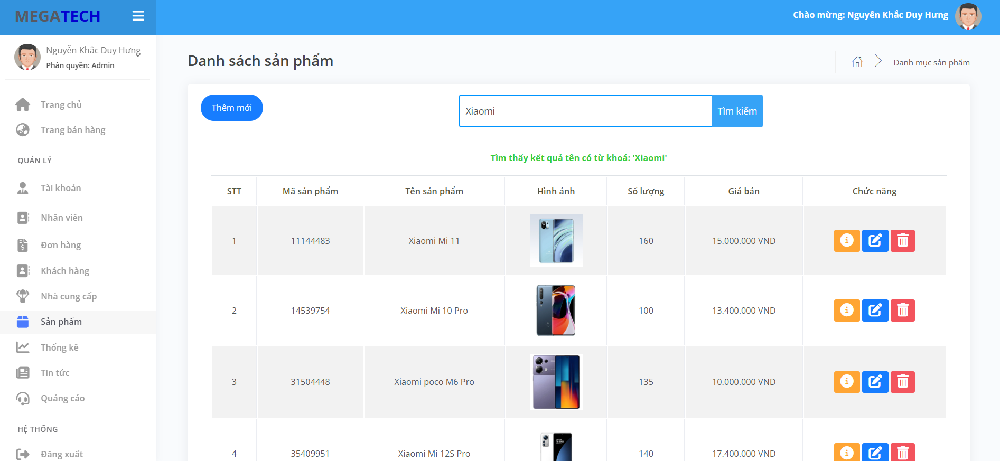 MEGATECH
Chào mừng: Nguyễn Khắc Duy Hưng
Nguyễn Khắc Duy Hưng
Phân quyền: Admin
Trang chủ
Trang bán hàng
QUẢN LÝ
Tài khoản
Nhân viên
Đơn hàng
Khách hàng
Nhà cung cấp
Sản phẩm
Thống kê
Tin tức
Quảng cáo
HỆ THỐNG
Đăng xuất
Danh sách sản phẩm
Danh mục sản phẩm
Thêm mới
Xiaomi
Tìm kiếm
Tìm thấy kết quả tên có từ khoá: 'Xiaomi'
STT Mã sản phẩm Tên sản phẩm Hình ảnh Số lượng Giá bán Chức năng
1 11144483 Xiaomi Mi 11 160 15.000.000 VND
2 14539754 Xiaomi Mi 10 Pro 100 13.400.000 VND
3 31504448 Xiaomi poco M6 Pro 135 10.000.000 VND
4 35409951 Xiaomi Mi 12S Pro 140 17.400.000 VND